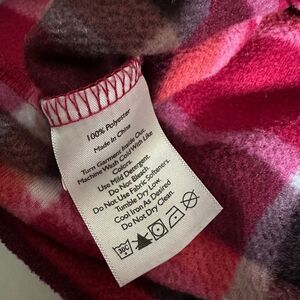 100% Polyester
Made In China
Turn Garment Inside Out.
Machine Wash Cold With Like
Colors.
Use Mild Detergent.
Do Not Bleach.
Do Not Use Fabric Softeners.
Tumble Dry Low.
Cool Iron As Desired
Do Not Dry Clean.
30C